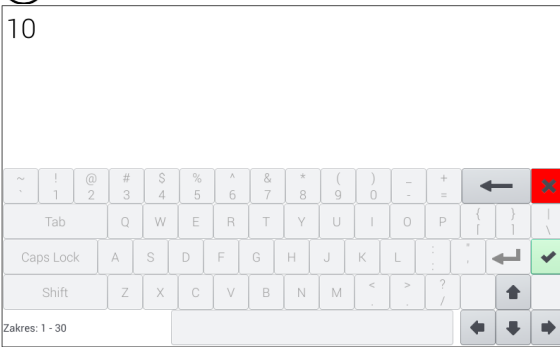 10
~ ! @ # $ % ^ & * ( ) _ +
` 1 2 3 4 5 6 7 8 9 0 - =
Tab Q W E R T Y U I O P { } |
[ ] \
Caps Lock A S D F G H J K L : "
; '
Shift Z X C V B N M < > ?
, . /
Zakres: 1 - 30